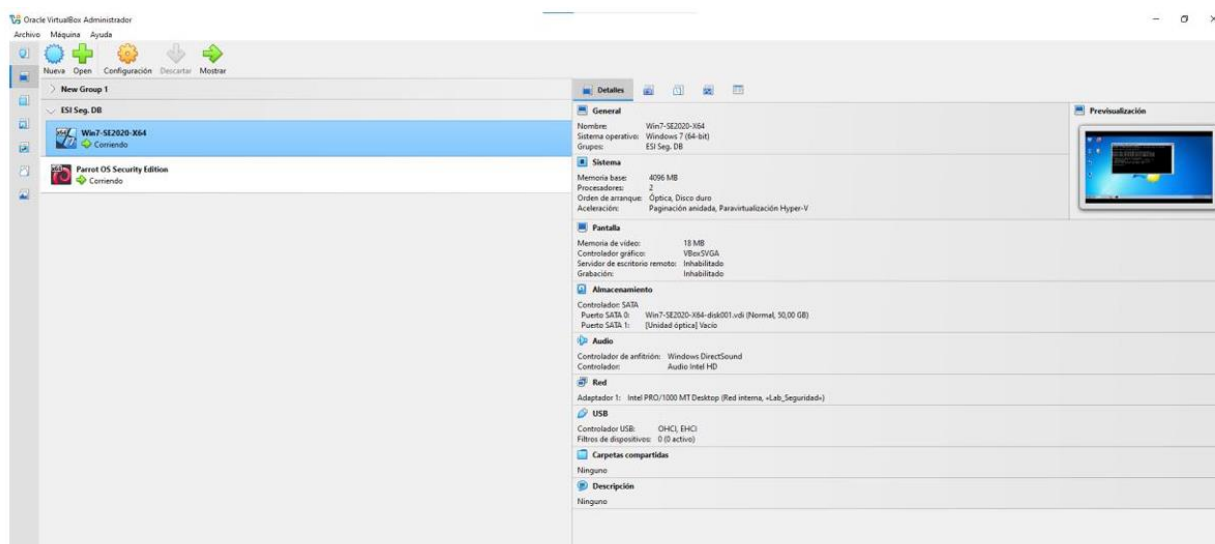 Oracle VirtualBox Administrador
Archivo Máquina Ayuda
Nueva Open Configuración Descartar Mostrar
New Group 1
ESI Seg. DB
Win7-SE2020-X64
Corriendo
Parrot OS Security Edition
Corriendo
Detalles
General
Nombre: Win7-SE2020-X64
Sistema operativo: Windows 7 (64-bit)
Grupos: ESI Seg. DB
Sistema
Memoria base: 4096 MB
Procesadores: 2
Orden de arranque: Óptica, Disco duro
Aceleración: Paginación anidada, Paravirtualización Hyper-V
Pantalla
Memoria de vídeo: 18 MB
Controlador gráfico: VBoxSVGA
Servidor de escritorio remoto: Inhabilitado
Grabación: Inhabilitado
Almacenamiento
Controlador: SATA
Puerto SATA 0: Win7-SE2020-X64-disk001.vdi (Normal, 50,00 GB)
Puerto SATA 1: [Unidad óptica] Vacío
Audio
Controlador de anfitrión: Windows DirectSound
Controlador: Audio Intel HD
Red
Adaptador 1: Intel PRO/1000 MT Desktop (Red interna, «Lab_Seguridad»)
USB
Controlador USB: OHCI, EHCI
Filtros de dispositivos: 0 (0 activo)
Carpetas compartidas
Ninguno
Descripción
Ninguno
Previsualización